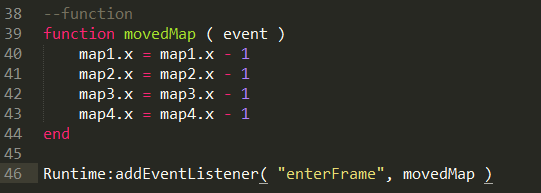 38 --function
39 function movedMap ( event )
40     map1.x = map1.x - 1
41     map2.x = map2.x - 1
42     map3.x = map3.x - 1
43     map4.x = map4.x - 1
44 end
45
46 Runtime:addEventListener( "enterFrame", movedMap )